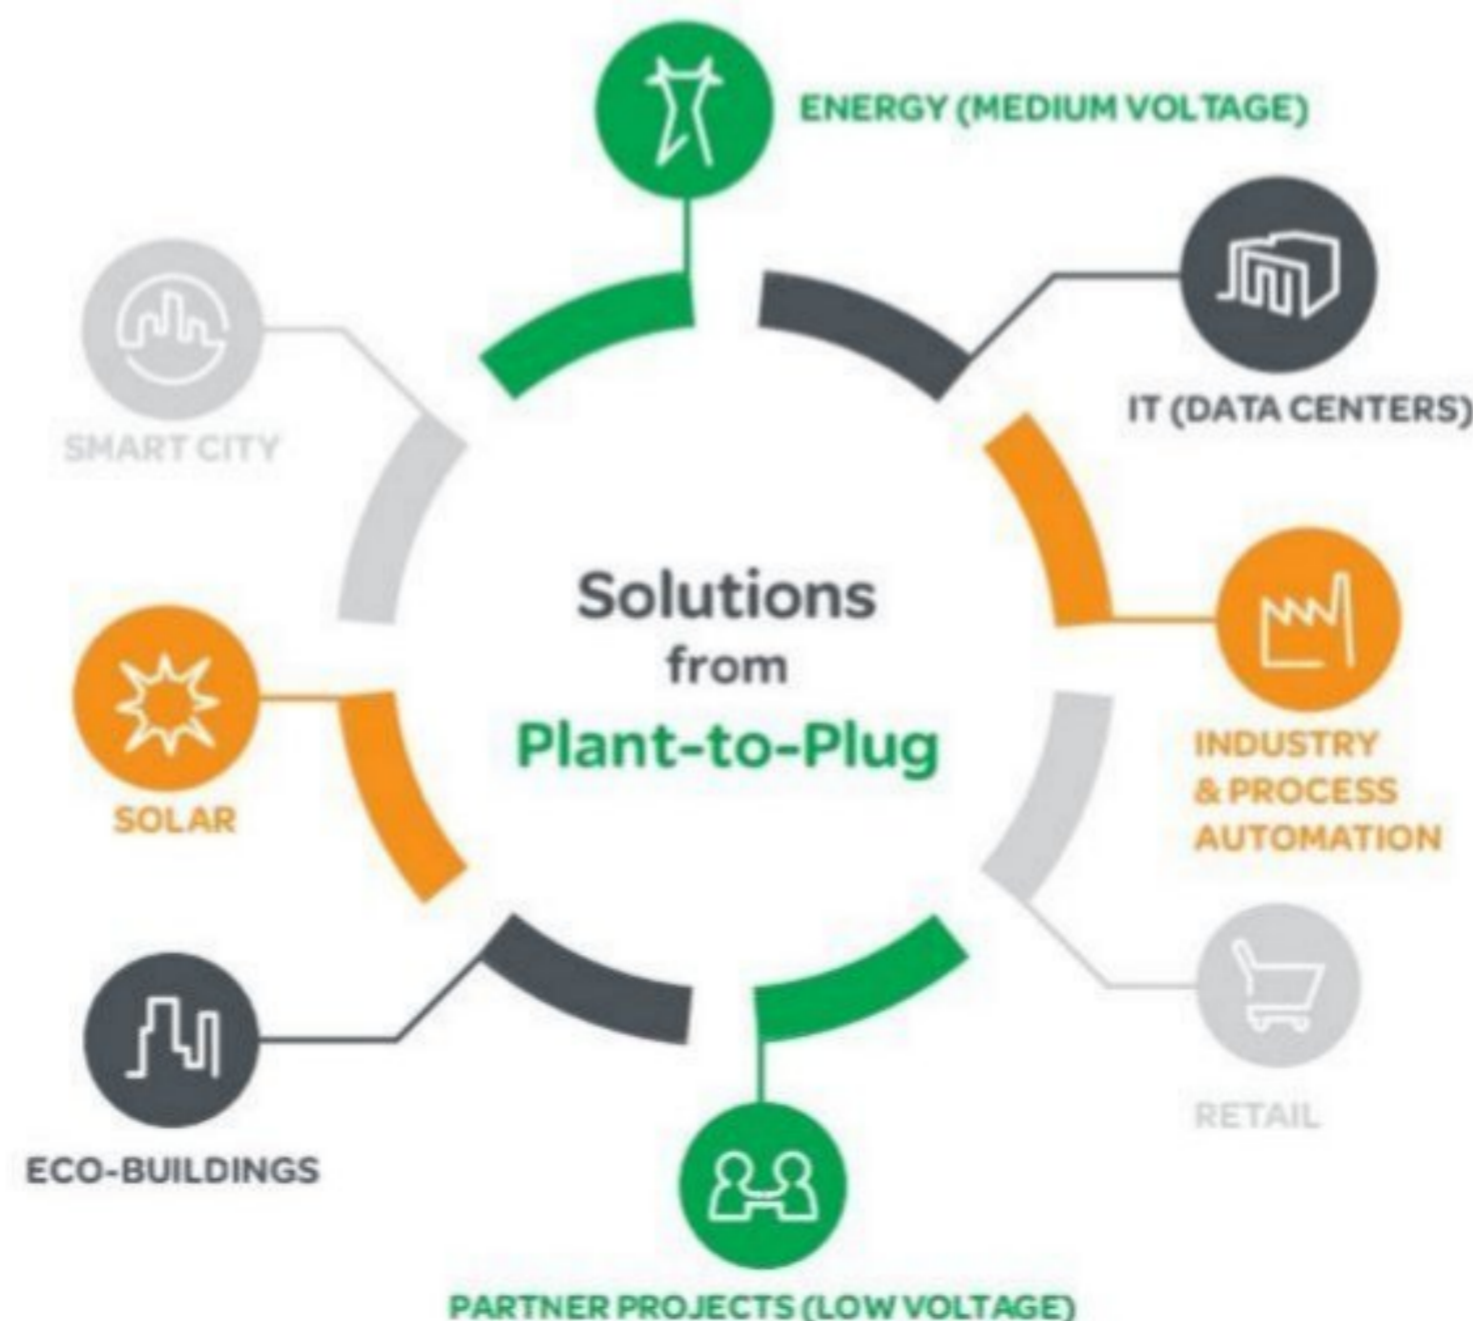 ENERGY (MEDIUM VOLTAGE)
IT (DATA CENTERS)
SMART CITY
Solutions
from
Plant-to-Plug
INDUSTRY
& PROCESS
AUTOMATION
SOLAR
RETAIL
ECO-BUILDINGS
PARTNER PROJECTS (LOW VOLTAGE)